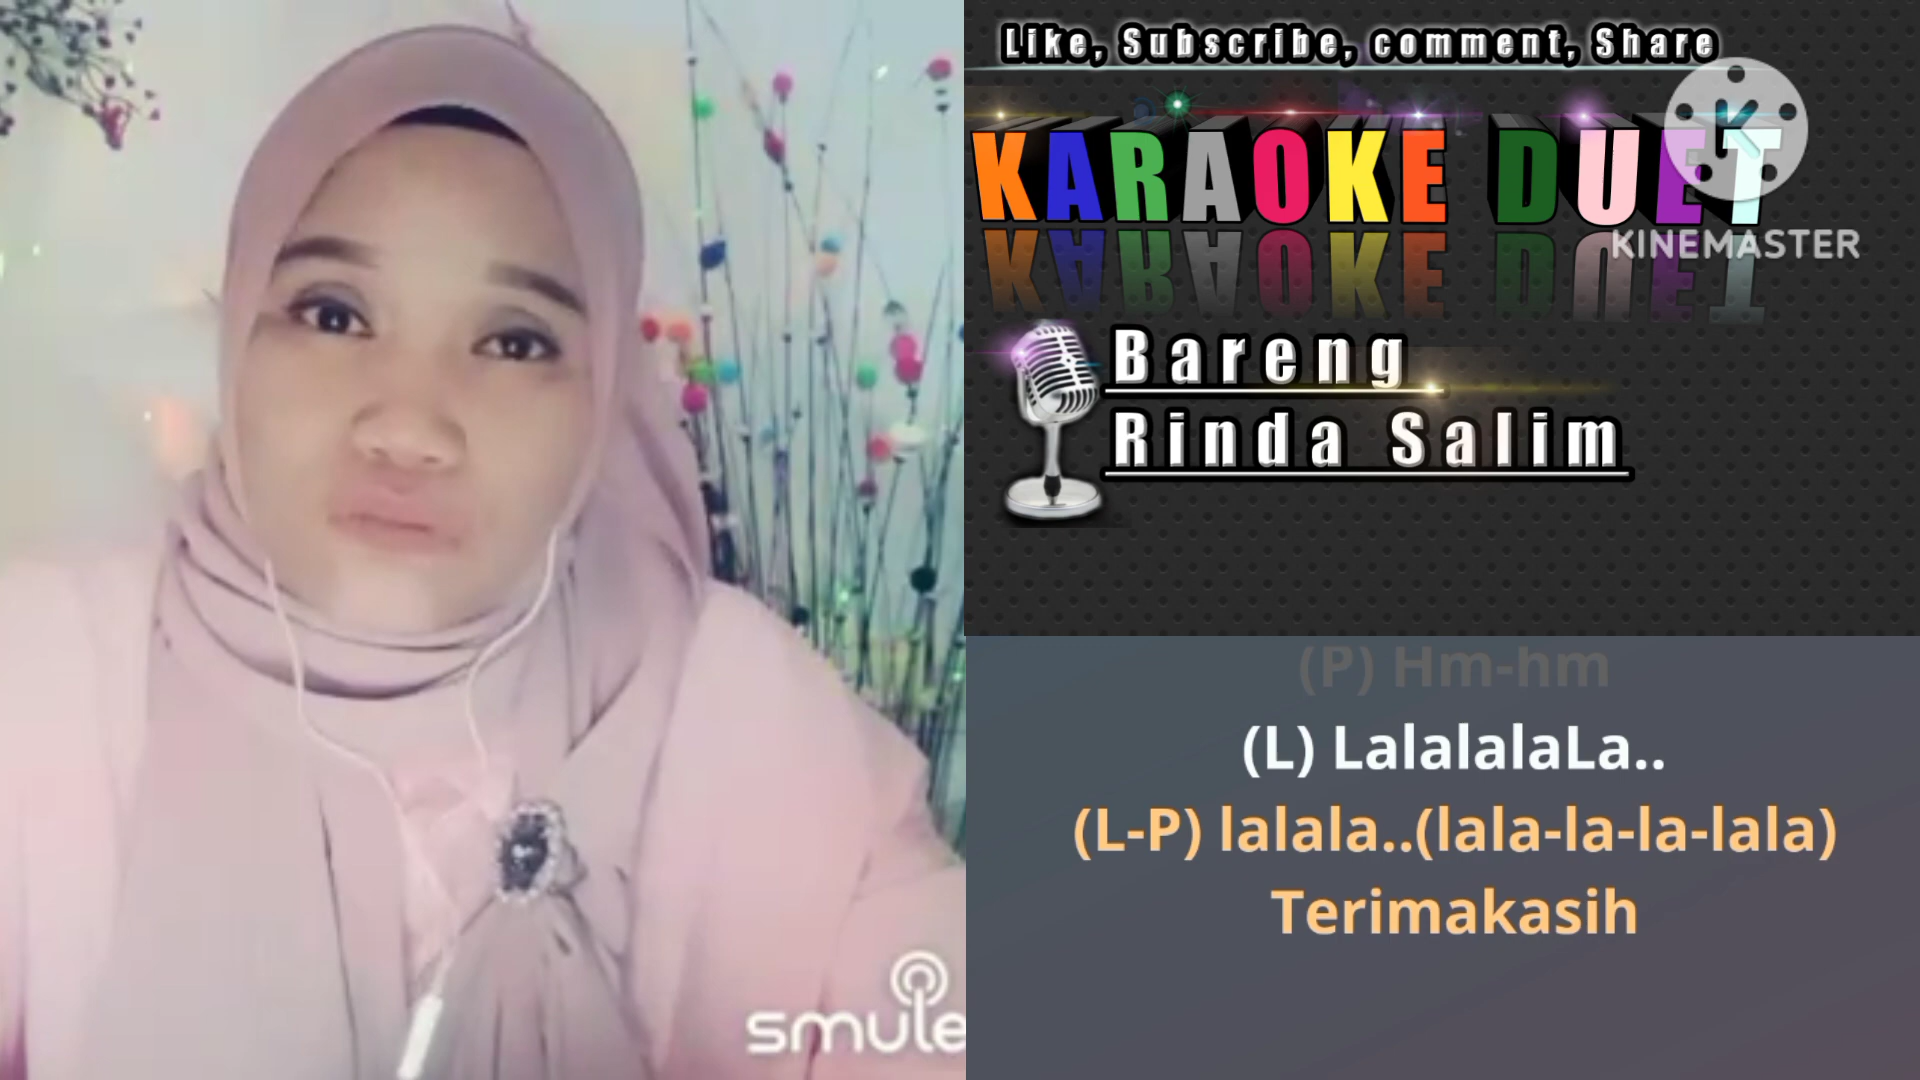 Like, Subscribe, comment, Share
KARAOKE DUET
KINEMASTER
Bareng
Rinda Salim
(P) Hm-hm
(L) LalalalaLa..
(L-P) lalala..(lala-la-la-lala)
Terimakasih
smule